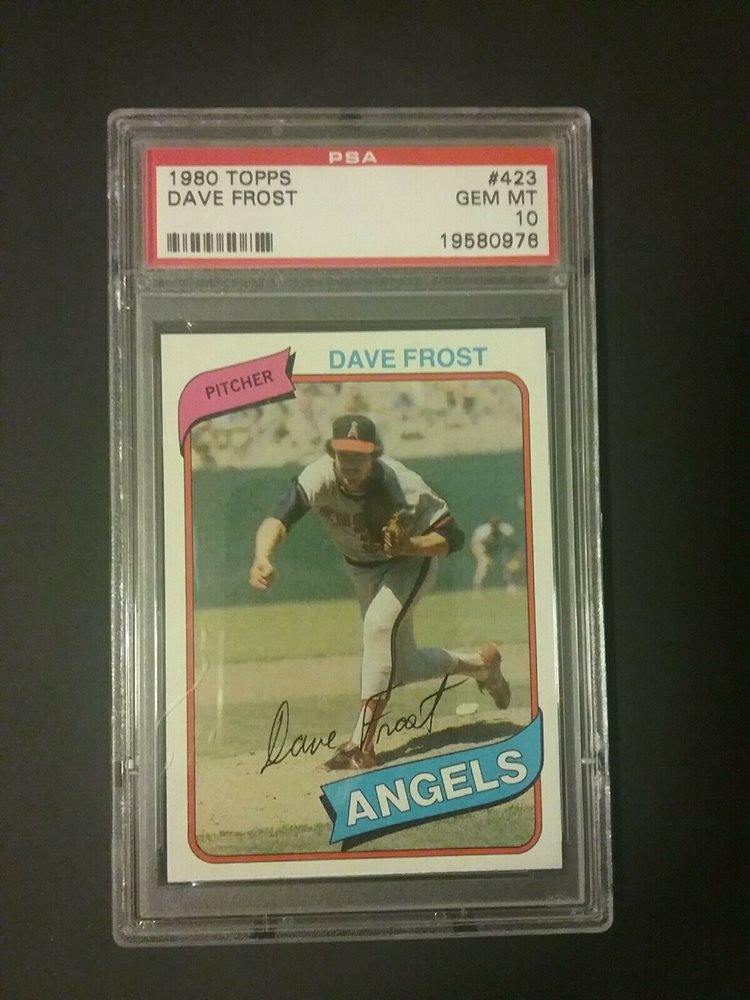 PSA
1980 TOPPS #423
DAVE FROST GEM MT
10
19580976
DAVE FROST
PITCHER
A
Dave Frost
ANGELS